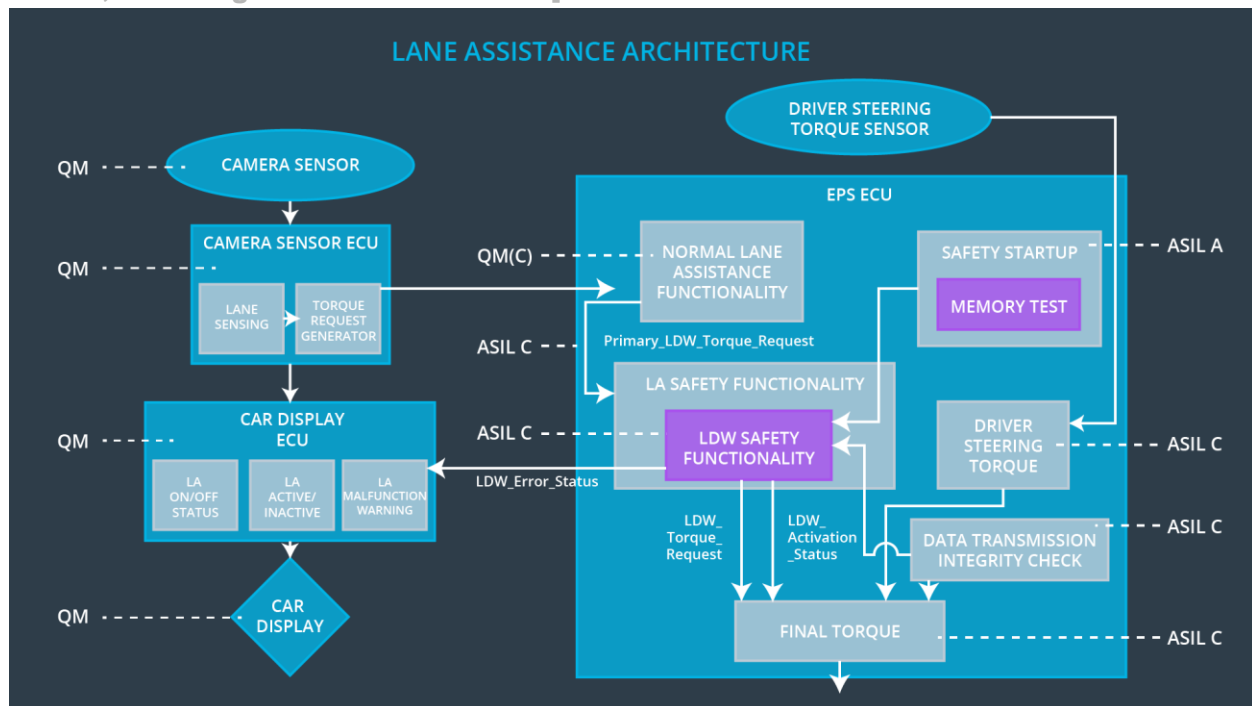 LANE ASSISTANCE ARCHITECTURE
QM
CAMERA SENSOR
QM
CAMERA SENSOR ECU
LANE
SENSING
TORQUE
REQUEST
GENERATOR
QM
CAR DISPLAY
ECU
LA
ON/OFF
STATUS
LA
ACTIVE/
INACTIVE
LA
MALFUNCTION
WARNING
QM
CAR
DISPLAY
DRIVER STEERING
TORQUE SENSOR
EPS ECU
QM(C)
NORMAL LANE
ASSISTANCE
FUNCTIONALITY
SAFETY STARTUP
MEMORY TEST
ASIL A
ASIL C
Primary_LDW_Torque_Request
LA SAFETY FUNCTIONALITY
ASIL C
LDW SAFETY
FUNCTIONALITY
LDW_Error_Status
DRIVER
STEERING
TORQUE
ASIL C
LDW_
Torque_
Request
LDW_
Activation
_Status
DATA TRANSMISSION
INTEGRITY CHECK
ASIL C
FINAL TORQUE
ASIL C